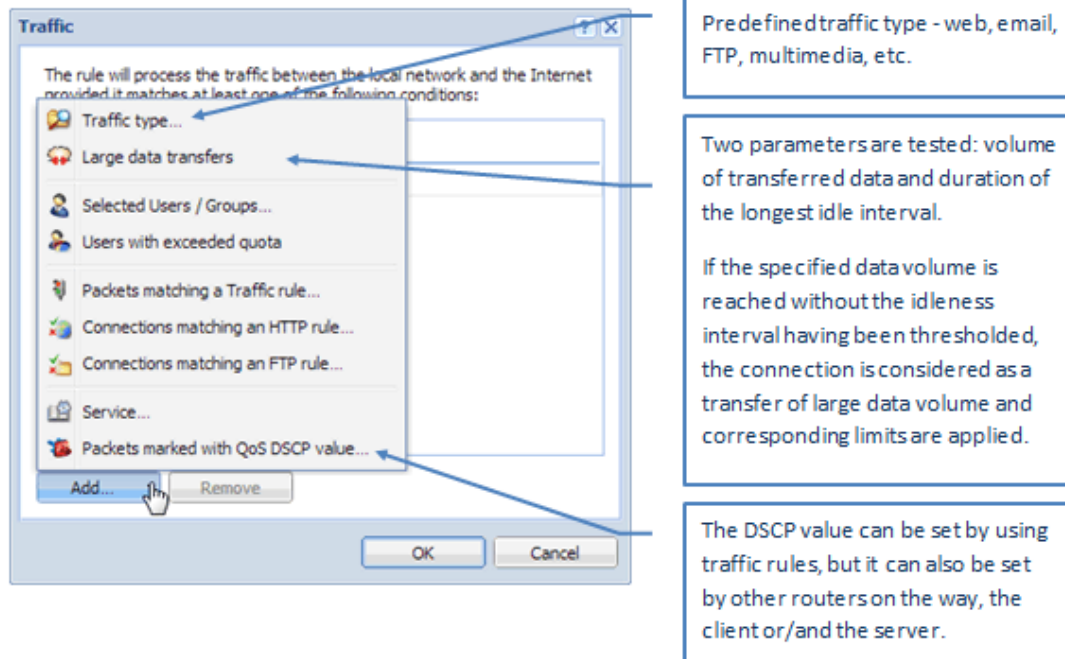 Traffic
The rule will process the traffic between the local network and the Internet
provided it matches at least one of the following conditions:
Traffic type...
Large data transfers
Selected Users / Groups...
Users with exceeded quota
Packets matching a Traffic rule...
Connections matching an HTTP rule...
Connections matching an FTP rule...
Service...
Packets marked with QoS DSCP value...
Add...
Remove
OK
Cancel
Predefined traffic type - web, email,
FTP, multimedia, etc.
Two parameters are tested: volume
of transferred data and duration of
the longest idle interval.
If the specified data volume is
reached without the idleness
interval having been thresholded,
the connection is considered as a
transfer of large data volume and
corresponding limits are applied.
The DSCP value can be set by using
traffic rules, but it can also be set
by other routers on the way, the
client or/and the server.